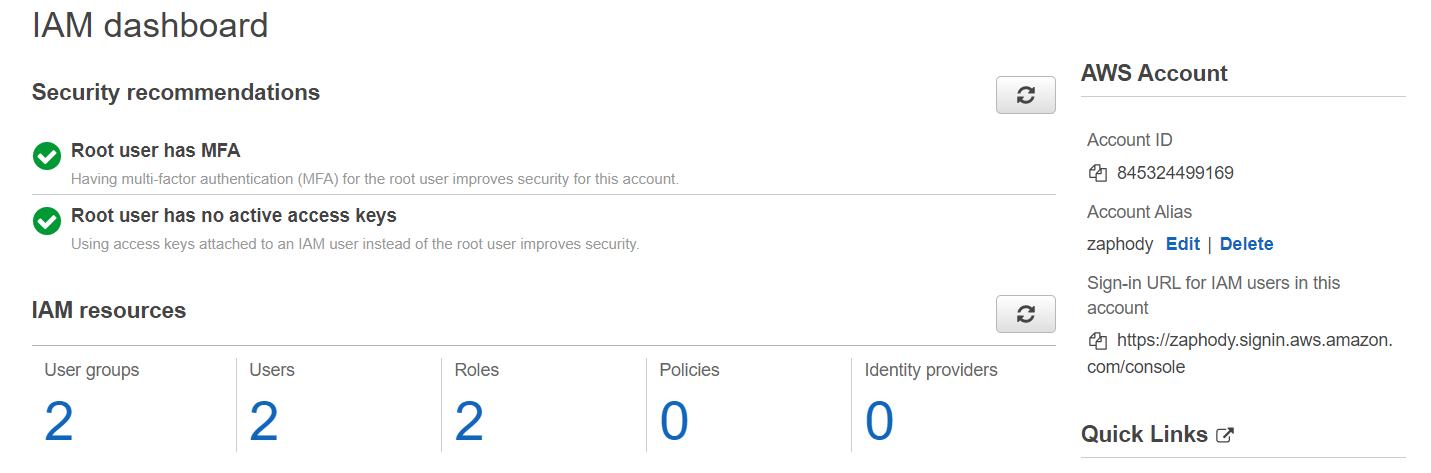 IAM dashboard
Security recommendations
Root user has MFA
Having multi-factor authentication (MFA) for the root user improves security for this account.
Root user has no active access keys
Using access keys attached to an IAM user instead of the root user improves security.
IAM resources
User groups
2
Users
2
Roles
2
Policies
0
Identity providers
0
AWS Account
Account ID
845324499169
Account Alias
zaphody Edit | Delete
Sign-in URL for IAM users in this
account
https://zaphody.signin.aws.amazon.
com/console
Quick Links